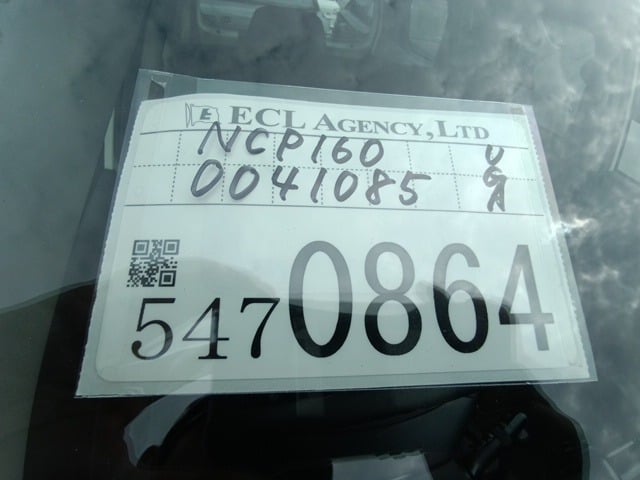 E ECL AGENCY, LTD
NCP160
0041085
UGA
5470864